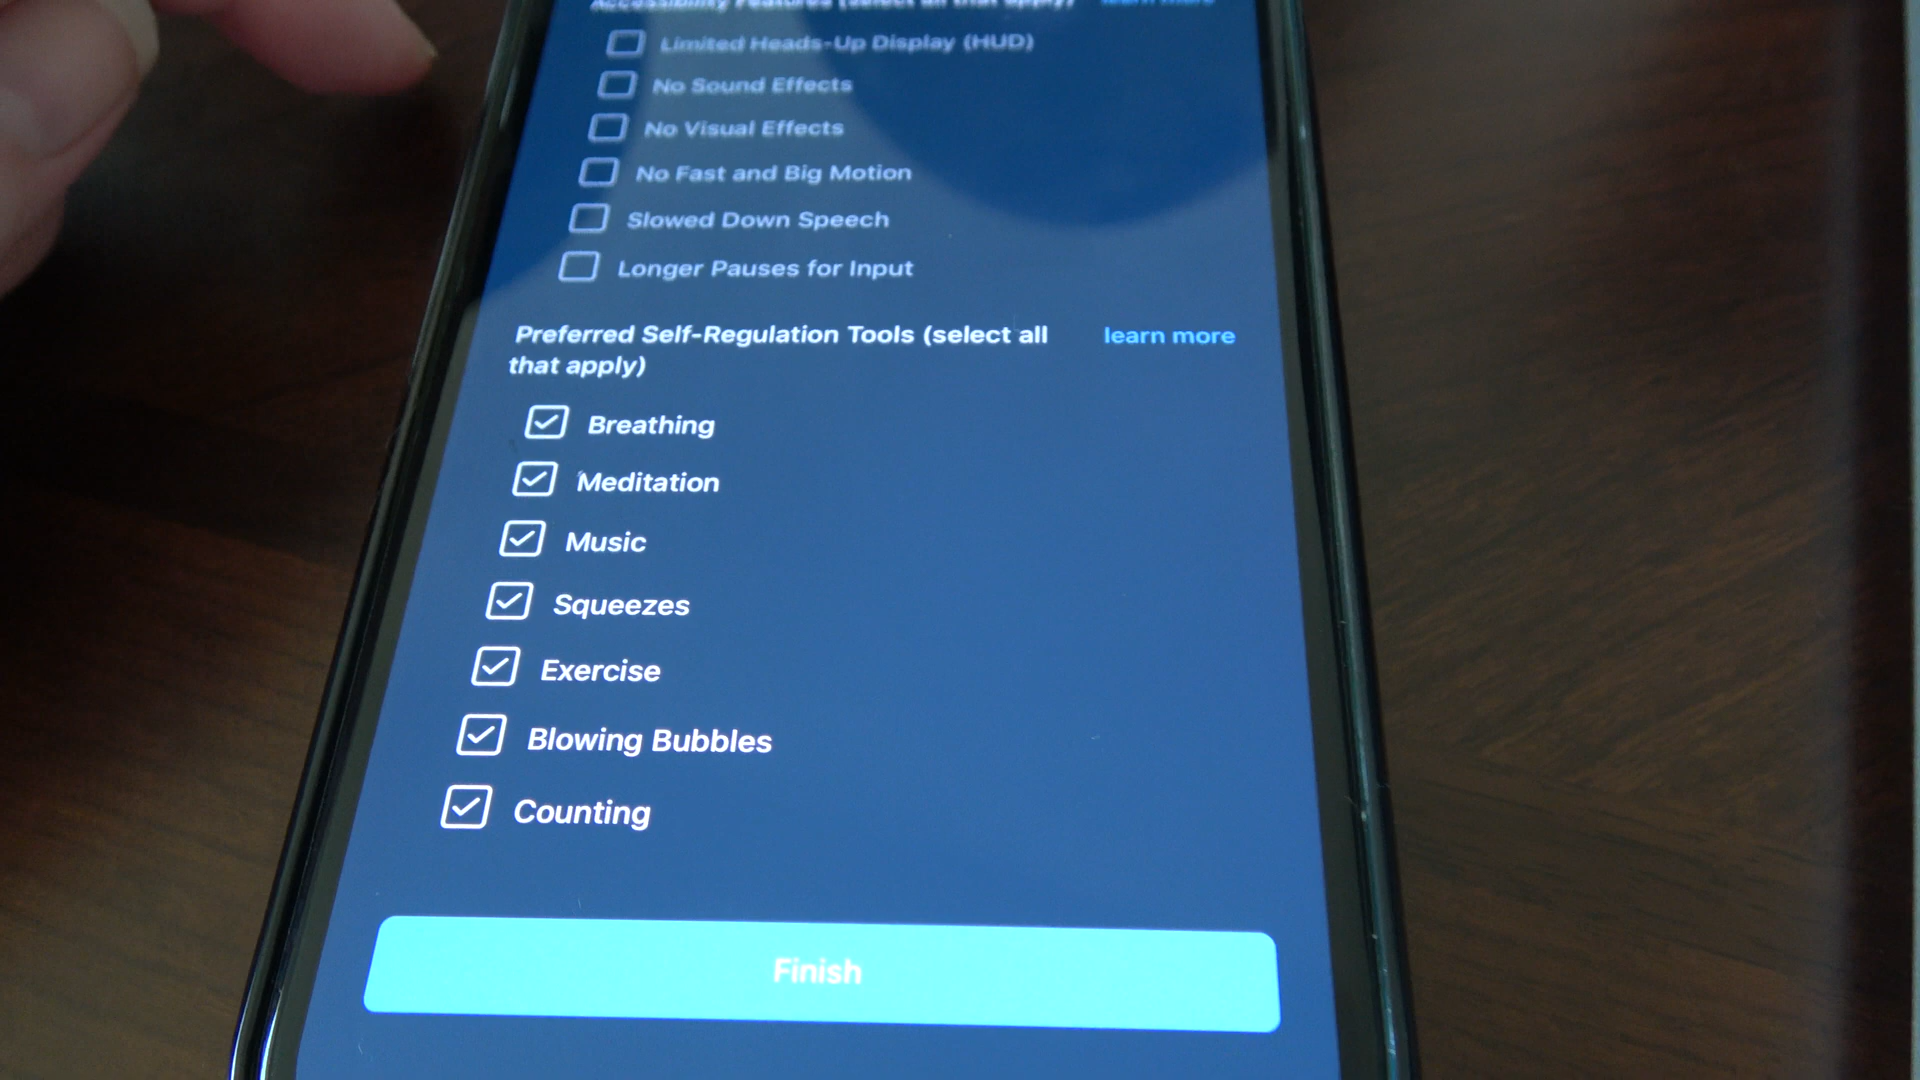 Accessibility Features (select all that apply) learn more
Limited Heads-Up Display (HUD)
No Sound Effects
No Visual Effects
No Fast and Big Motion
Slowed Down Speech
Longer Pauses for Input
Preferred Self-Regulation Tools (select all learn more
that apply)
Breathing
Meditation
Music
Squeezes
Exercise
Blowing Bubbles
Counting
Finish